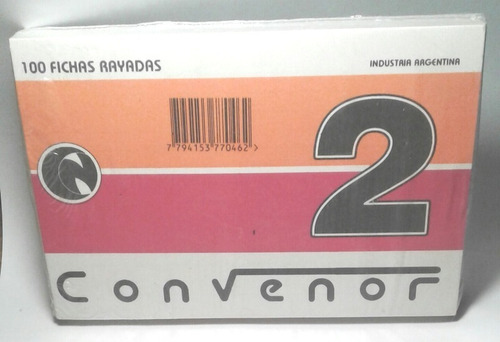 100 FICHAS RAYADAS
INDUSTRIA ARGENTINA
7 794153 770462 >
2
Convenor